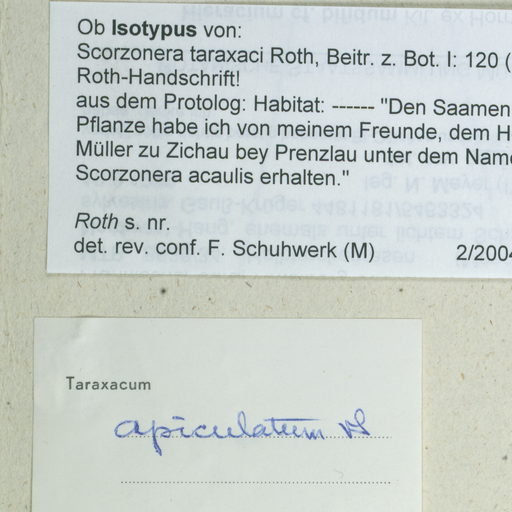 Ob Isotypus von:
Scorzonera taraxaci Roth, Beitr. z. Bot. I: 120 (
Roth-Handschrift!
aus dem Protolog: Habitat: ------ "Den Saamen
Pflanze habe ich von meinem Freunde, dem H
Müller zu Zichau bey Prenzlau unter dem Name
Scorzonera acaulis erhalten."
Roth s. nr.
det. rev. conf. F. Schuhwerk (M) 2/2004
Taraxacum
apiculatum vS